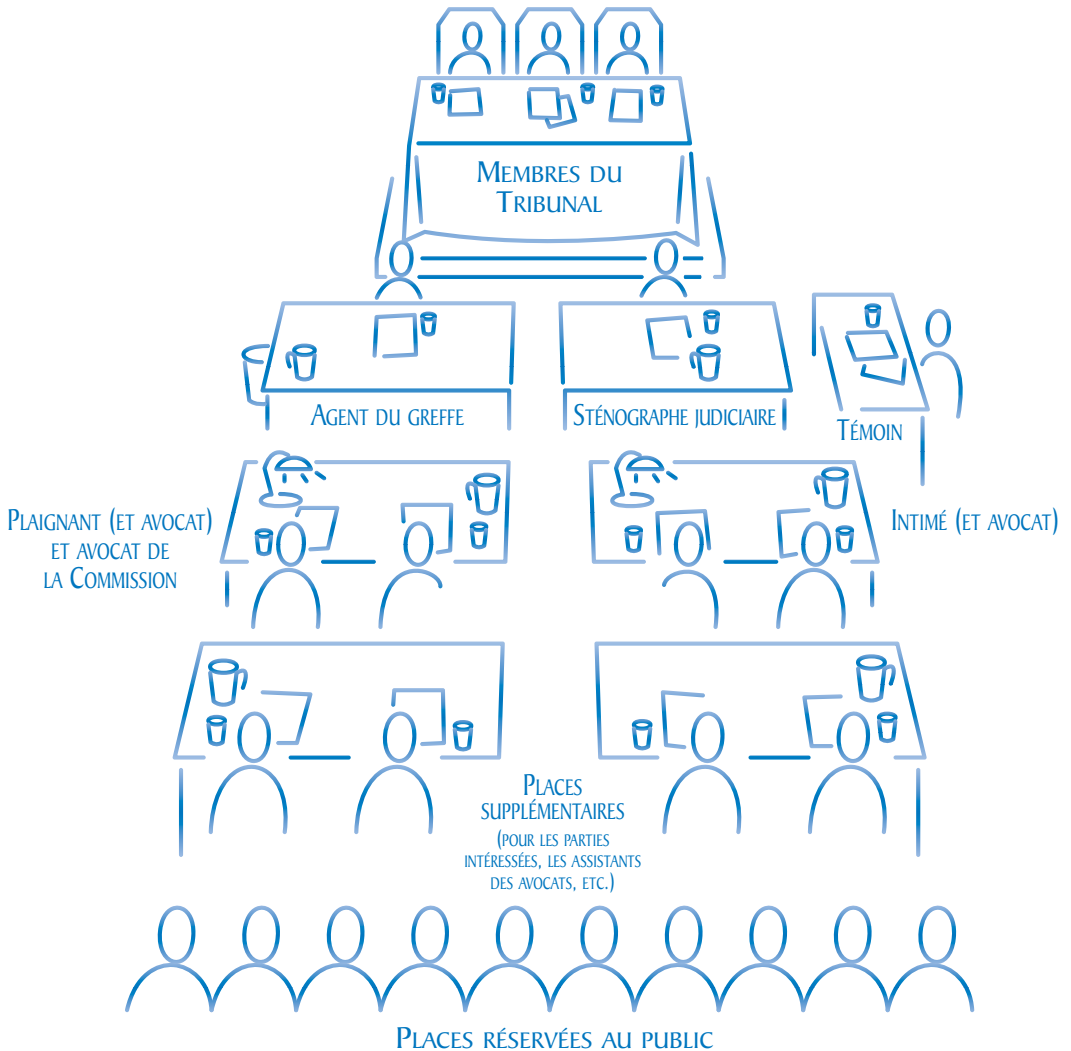 Membres du
Tribunal
Agent du greffe
Sténographe judiciaire
Témoin
Plaignant (et avocat)
et avocat de
la Commission
Intimé (et avocat)
Places
supplémentaires
(pour les parties
intéressées, les assistants
des avocats, etc.)
Places réservées au public